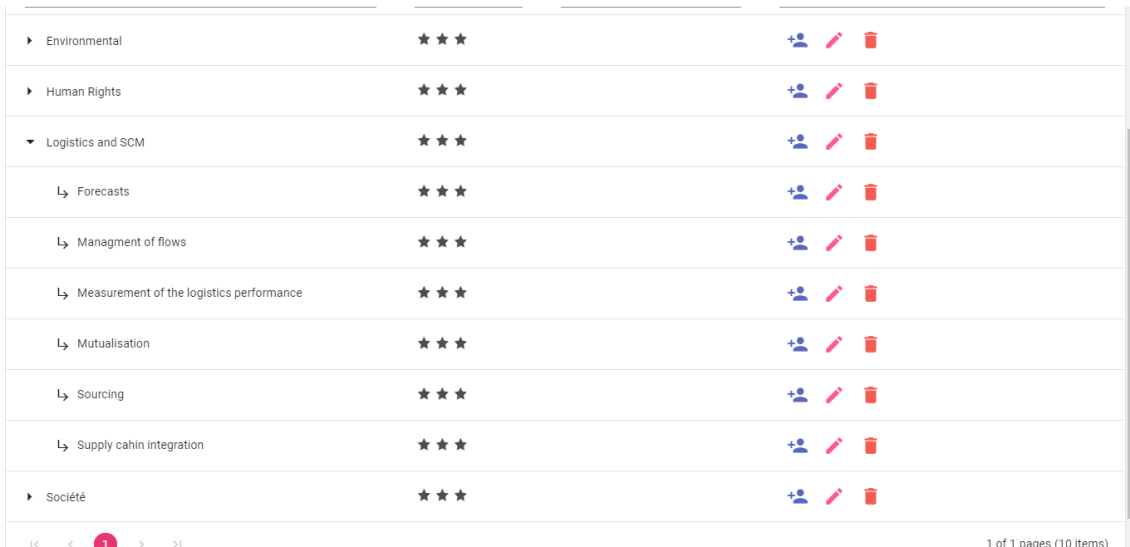 Environmental
Human Rights
Logistics and SCM
Forecasts
Managment of flows
Measurement of the logistics performance
Mutualisation
Sourcing
Supply cahin integration
Société
1
1 of 1 pages (10 items)